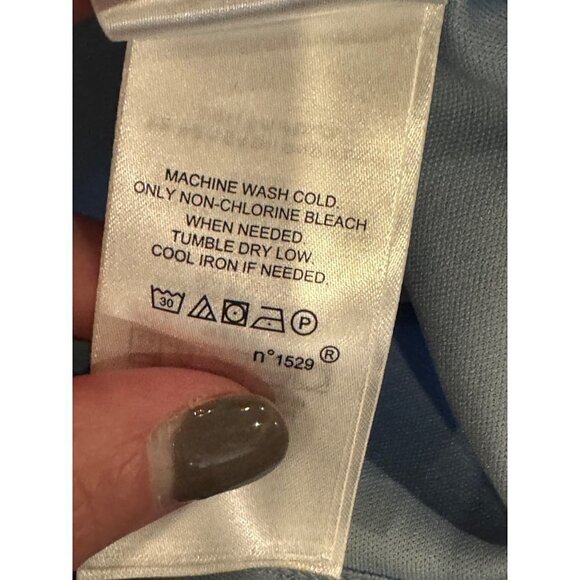 MACHINE WASH COLD.
ONLY NON-CHLORINE BLEACH
WHEN NEEDED.
TUMBLE DRY LOW.
COOL IRON IF NEEDED.
30 P
n°1529 ®